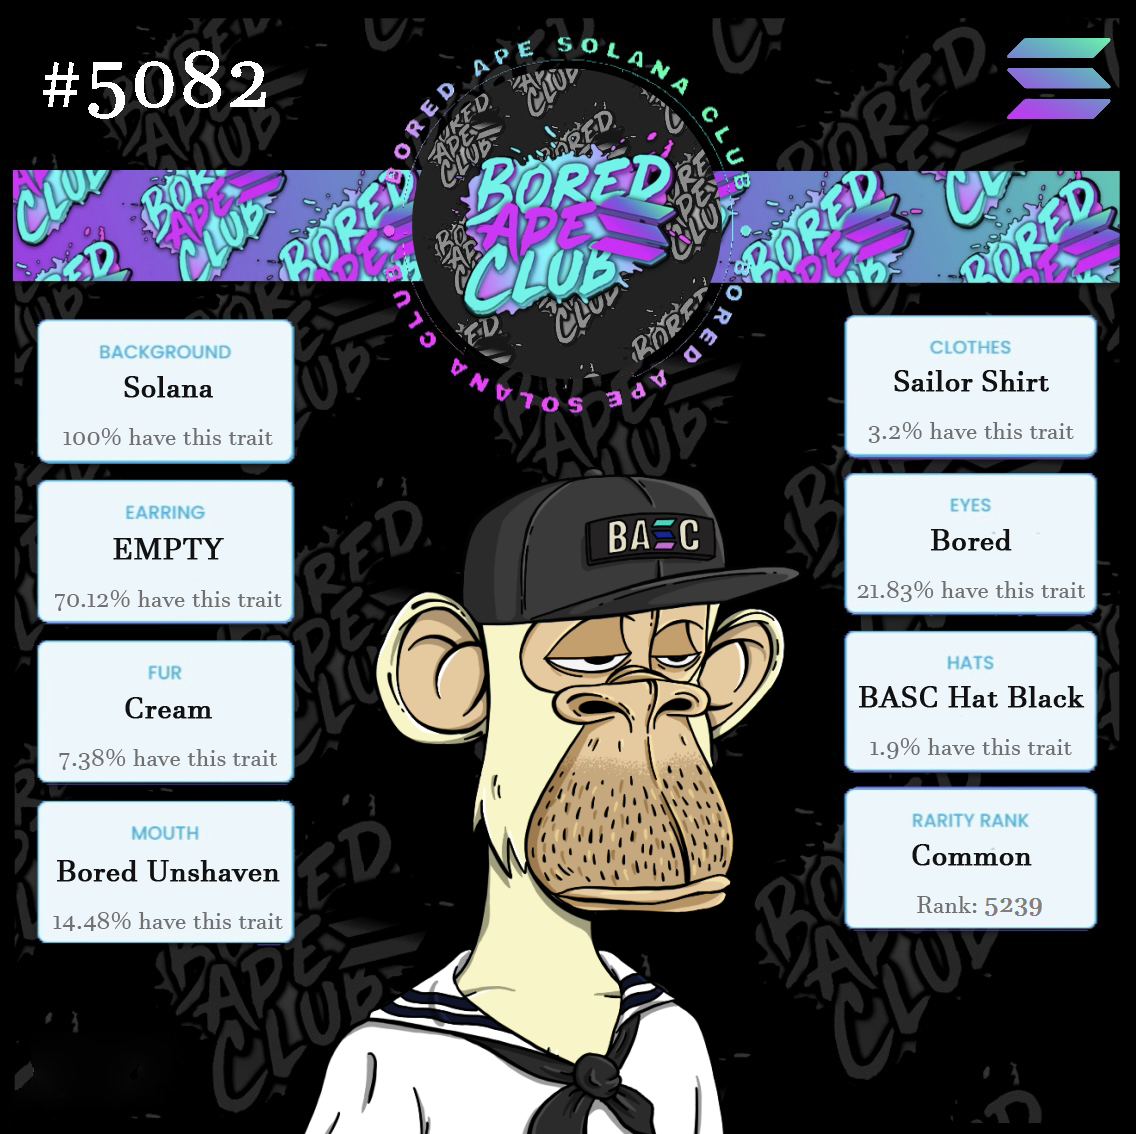 #5082
BORED APE SOLANA CLUB
BORED APE SOLANA CLUB
BORED
APE
CLUB
BACKGROUND
Solana
100% have this trait
EARRING
EMPTY
70.12% have this trait
FUR
Cream
7.38% have this trait
MOUTH
Bored Unshaven
14.48% have this trait
CLOTHES
Sailor Shirt
3.2% have this trait
EYES
Bored
21.83% have this trait
HATS
BASC Hat Black
1.9% have this trait
RARITY RANK
Common
Rank: 5239
BASC